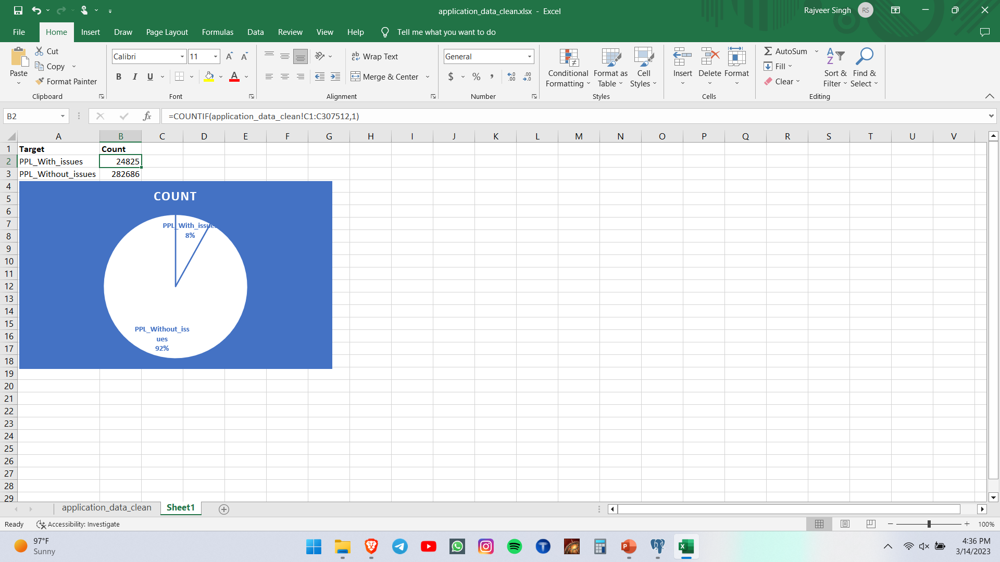 application_data_clean.xlsx - Excel
Rajveer Singh RS
File Home Insert Draw Page Layout Formulas Data Review View Help Tell me what you want to do
Paste
Cut
Copy
Format Painter
Clipboard
Calibri 11
B I U
Font
Wrap Text
Merge & Center
Alignment
General
$ % ,
Number
Conditional Formatting
Format as Table
Cell Styles
Styles
Insert Delete Format
Cells
AutoSum
Fill
Clear
Sort & Filter
Find & Select
Editing
B2 fx =COUNTIF(application_data_clean!C1:C307512,1)
A B C D E F G H I J K L M N O P Q R S T U V
1 Target Count
2 PPL_With_issues 24825
3 PPL_Without_issues 282686
4
5
6
7
8
9
10
11
12
13
14
15
16
17
18
19
20
21
22
23
24
25
26
27
28
29
COUNT
PPL_With_issues
8%
PPL_Without_iss
ues
92%
application_data_clean Sheet1
Ready Accessibility: Investigate 100%
97°F
Sunny
4:36 PM
3/14/2023